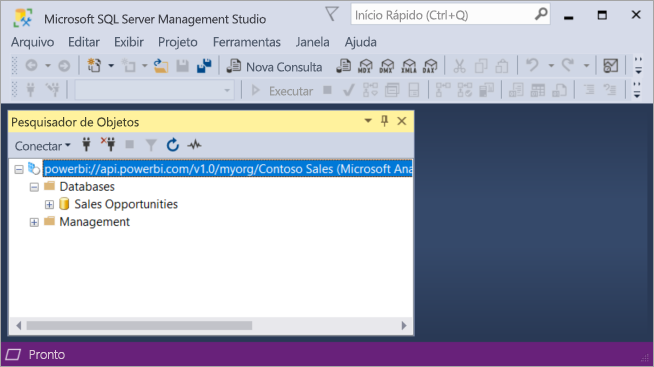 Microsoft SQL Server Management Studio
Início Rápido (Ctrl+Q)
Arquivo Editar Exibir Projeto Ferramentas Janela Ajuda
Nova Consulta MDX DMX XMLA DAX
Executar
Pesquisador de Objetos
Conectar
powerbi://api.powerbi.com/v1.0/myorg/Contoso Sales (Microsoft Ana
Databases
Sales Opportunities
Management
Pronto